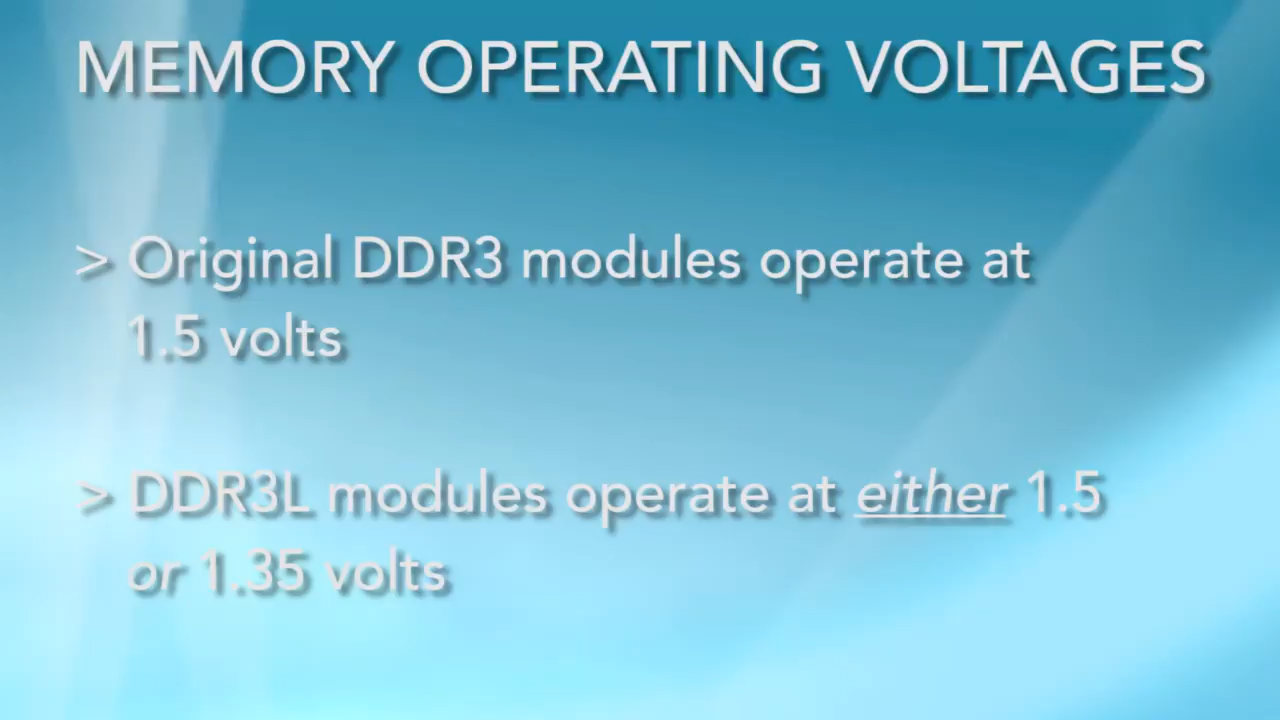 MEMORY OPERATING VOLTAGES
> Original DDR3 modules operate at
1.5 volts
> DDR3L modules operate at either 1.5
or 1.35 volts